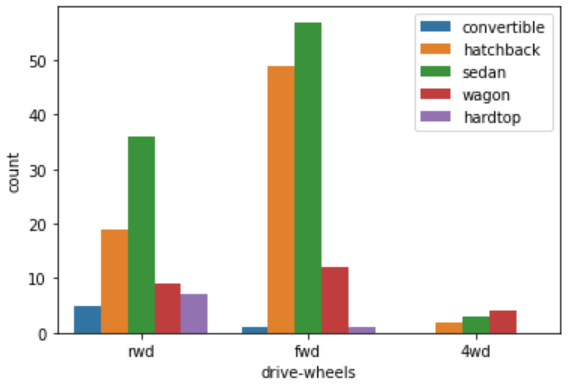 convertible
hatchback
sedan
wagon
hardtop
50
40
30
20
10
0
count
rwd
fwd
4wd
drive-wheels